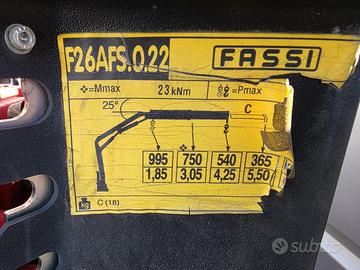 F26AFS.0.22
FASSI
❖=Mmax 23 kNm =Pmax
25°
C
995 ❖ 750 540 365
1,85 3,05 4,25 5,50
kg C (18)
subito